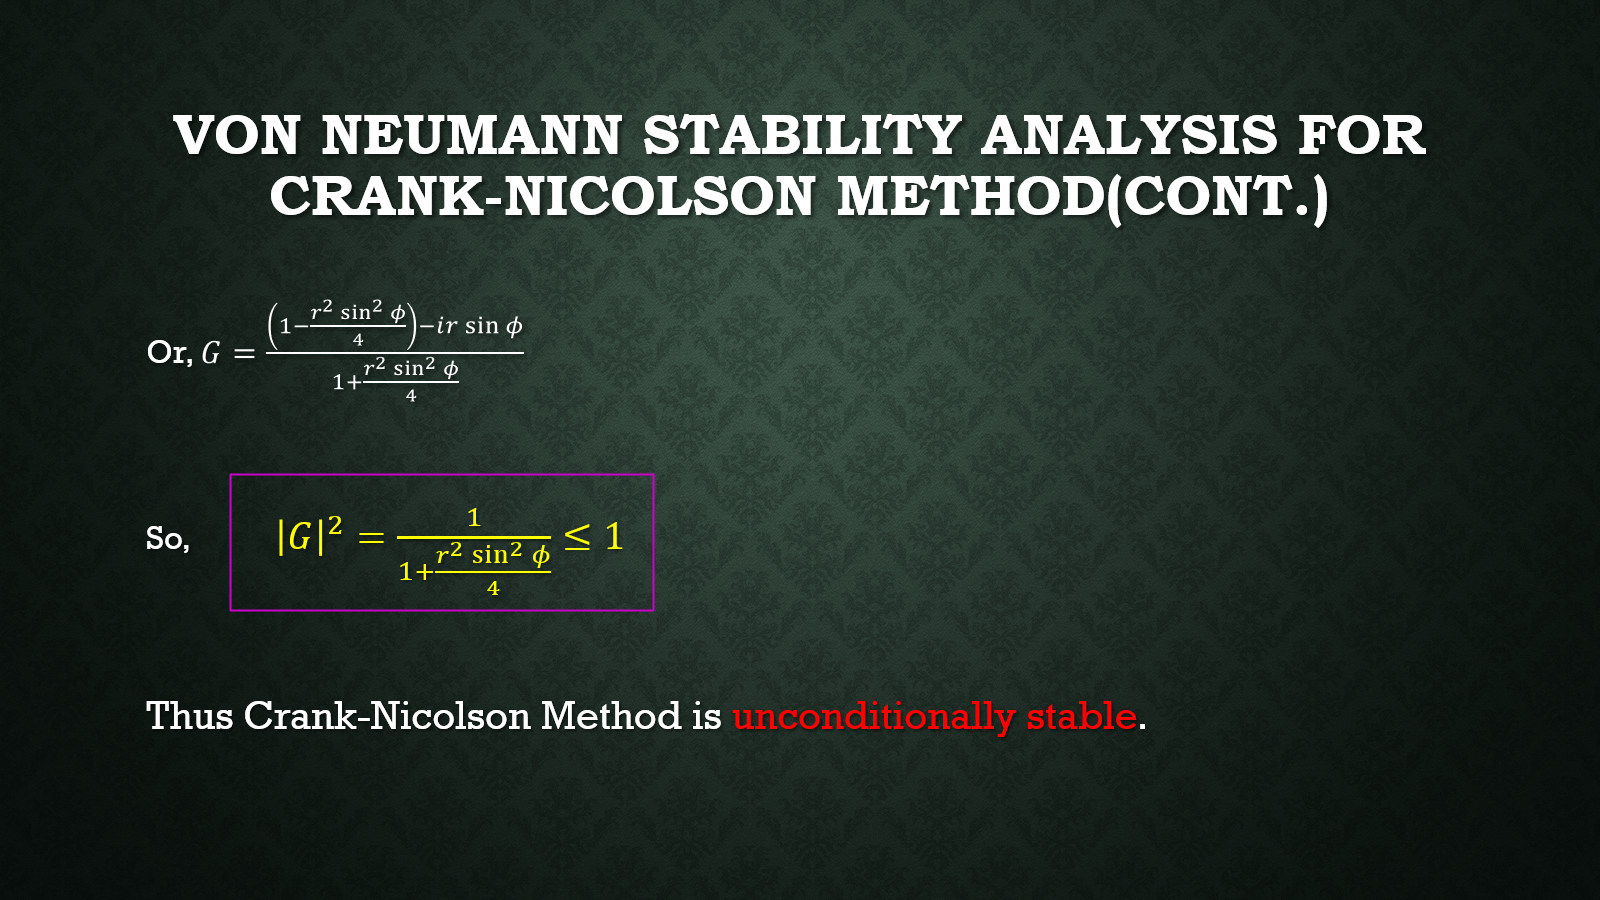 VON NEUMANN STABILITY ANALYSIS FOR
CRANK-NICOLSON METHOD(CONT.)
Or, $G = \frac{\left(1-\frac{r^2 \sin^2 \phi}{4}\right)-ir \sin \phi}{1+\frac{r^2 \sin^2 \phi}{4}}$
So, $|G|^2 = \frac{1}{1+\frac{r^2 \sin^2 \phi}{4}} \leq 1$
Thus Crank-Nicolson Method is unconditionally stable.